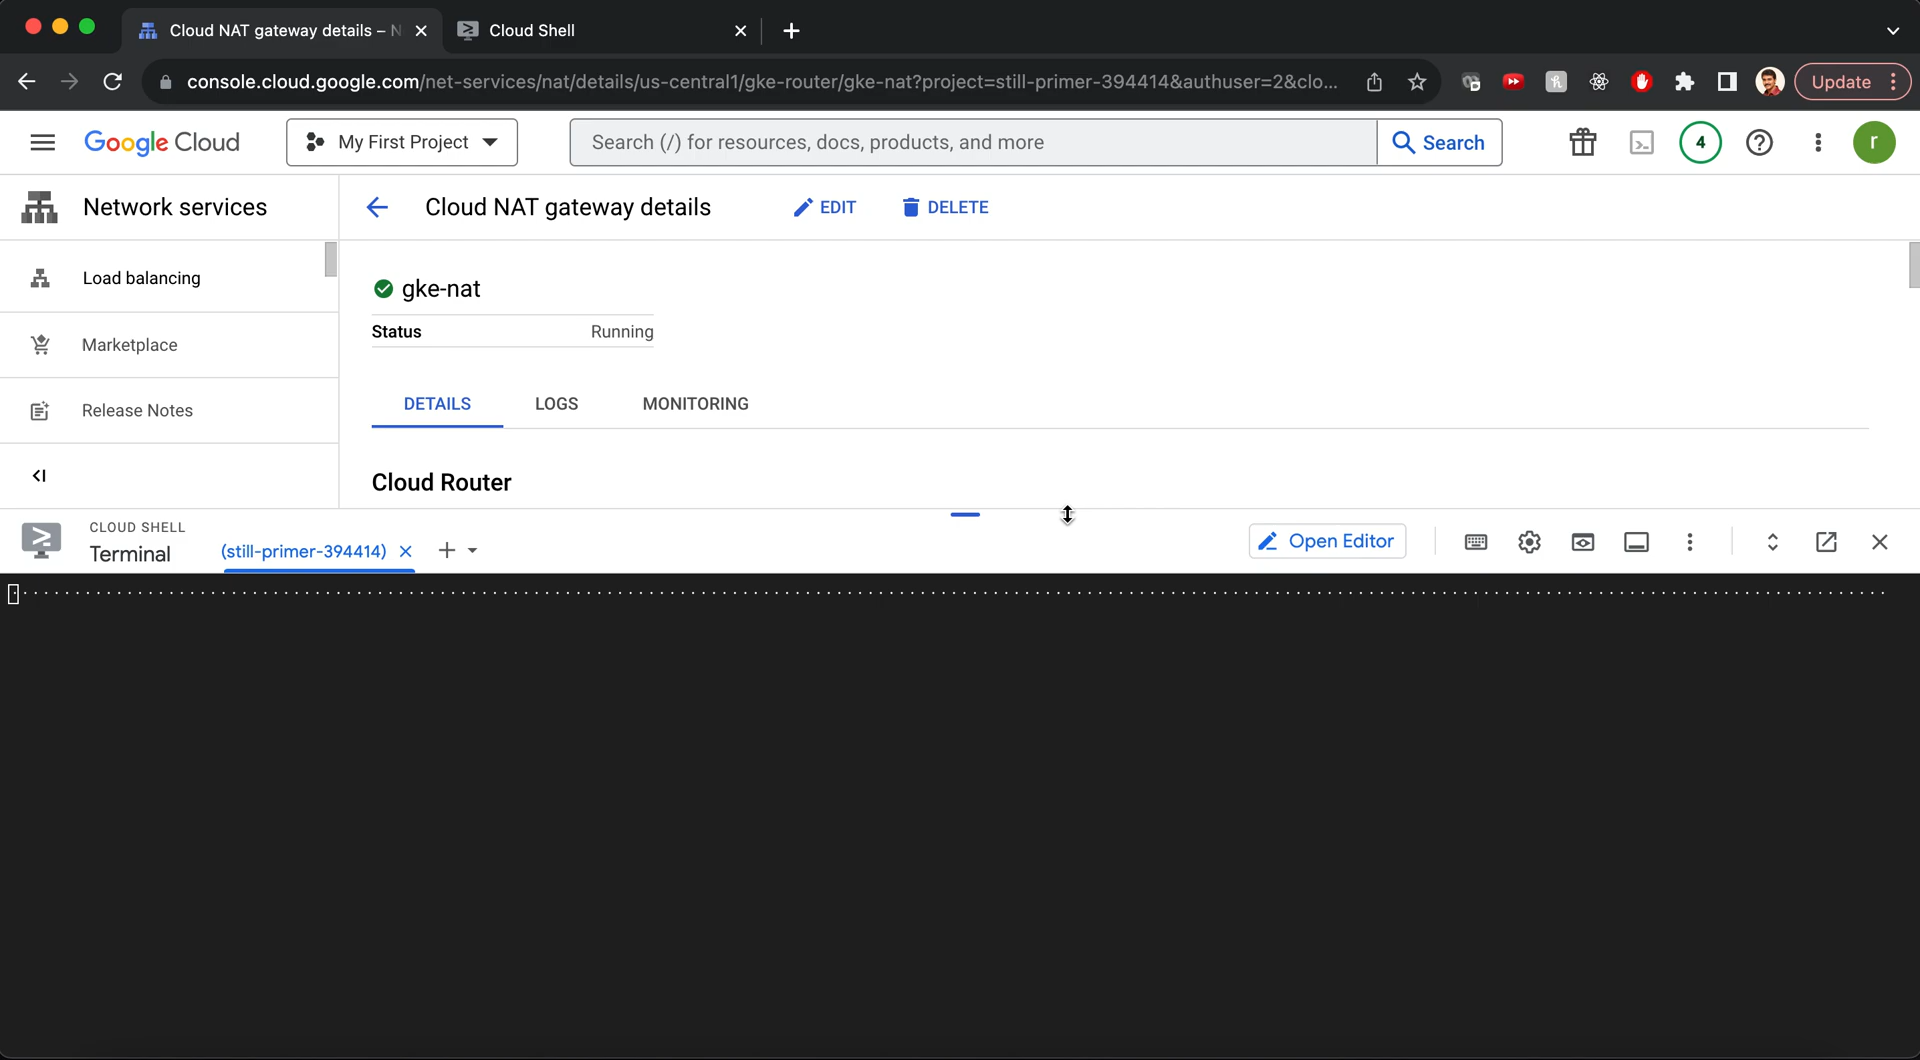 Cloud NAT gateway details – N
Cloud Shell
console.cloud.google.com/net-services/nat/details/us-central1/gke-router/gke-nat?project=still-primer-394414&authuser=2&clo...
Update
Google Cloud
My First Project
Search (/) for resources, docs, products, and more
Search
4
r
Network services
Cloud NAT gateway details
EDIT
DELETE
Load balancing
Marketplace
Release Notes
gke-nat
Status Running
DETAILS
LOGS
MONITORING
Cloud Router
CLOUD SHELL
Terminal
(still-primer-394414)
Open Editor